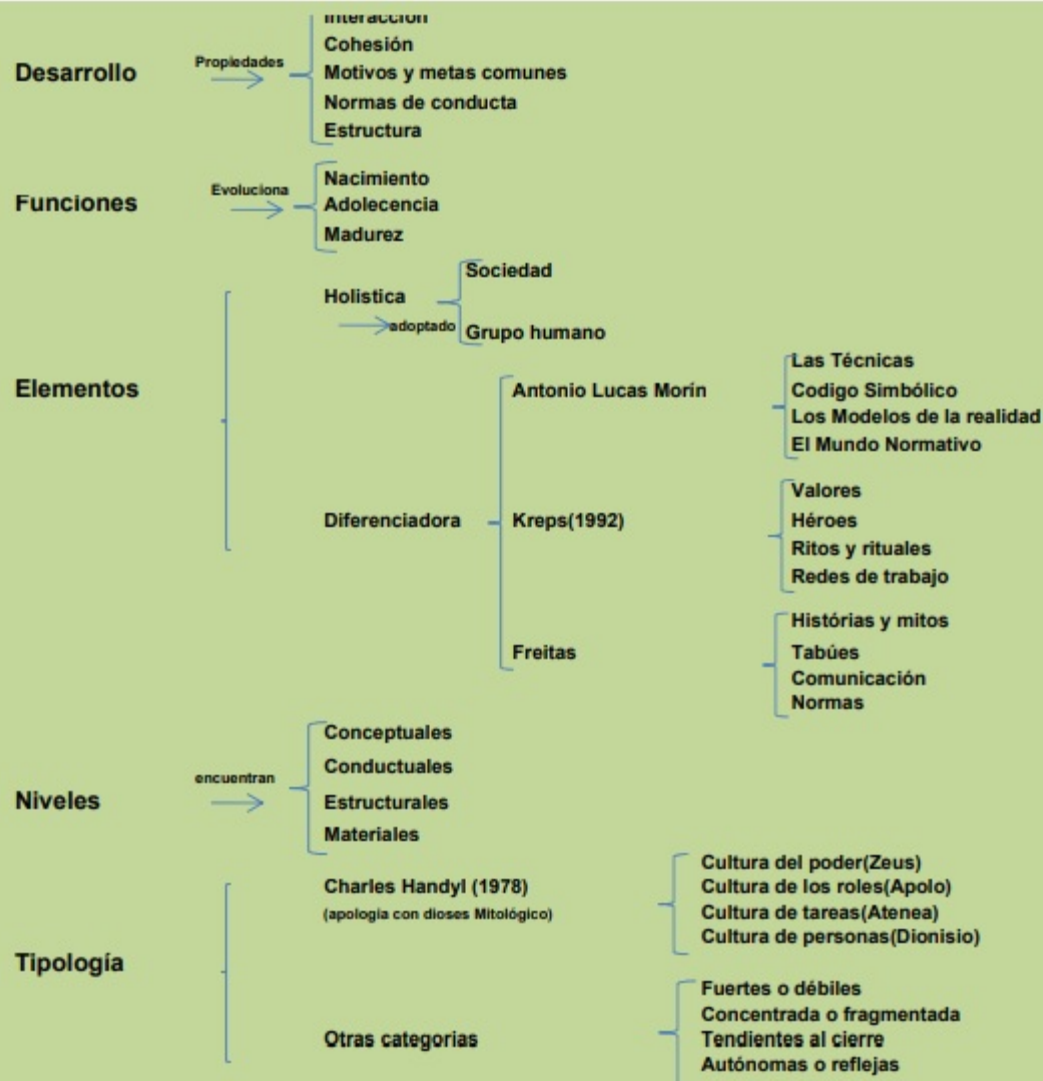 Interacción
Cohesión
Desarrollo
Propiedades
Motivos y metas comunes
Normas de conducta
Estructura
Funciones
Evoluciona
Nacimiento
Adolecencia
Madurez
Elementos
Holistica
adoptado
Sociedad
Grupo humano
Diferenciadora
Antonio Lucas Morín
Las Técnicas
Codigo Simbólico
Los Modelos de la realidad
El Mundo Normativo
Kreps(1992)
Valores
Héroes
Ritos y rituales
Redes de trabajo
Freitas
Histórias y mitos
Tabúes
Comunicación
Normas
Niveles
encuentran
Conceptuales
Conductuales
Estructurales
Materiales
Tipología
Charles Handyl (1978)
(apologia con dioses Mitológico)
Cultura del poder(Zeus)
Cultura de los roles(Apolo)
Cultura de tareas(Atenea)
Cultura de personas(Dionisio)
Otras categorias
Fuertes o débiles
Concentrada o fragmentada
Tendientes al cierre
Autónomas o reflejas